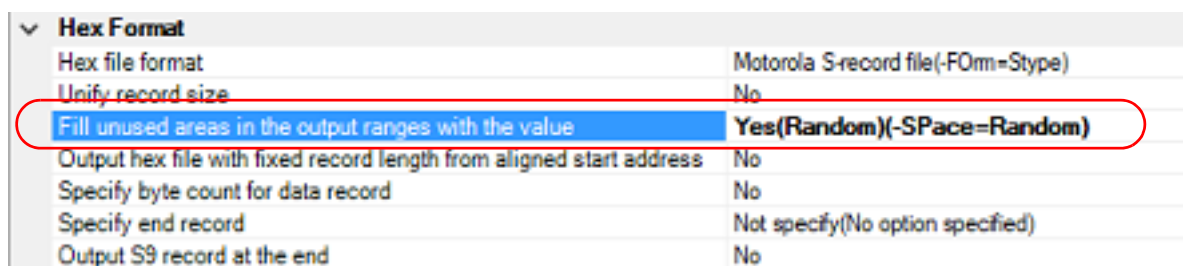 Hex Format
Hex file format Motorola S-record file(-FOrm=Stype)
Unify record size No
Fill unused areas in the output ranges with the value Yes(Random)(-SPace=Random)
Output hex file with fixed record length from aligned start address No
Specify byte count for data record No
Specify end record Not specify(No option specified)
Output S9 record at the end No